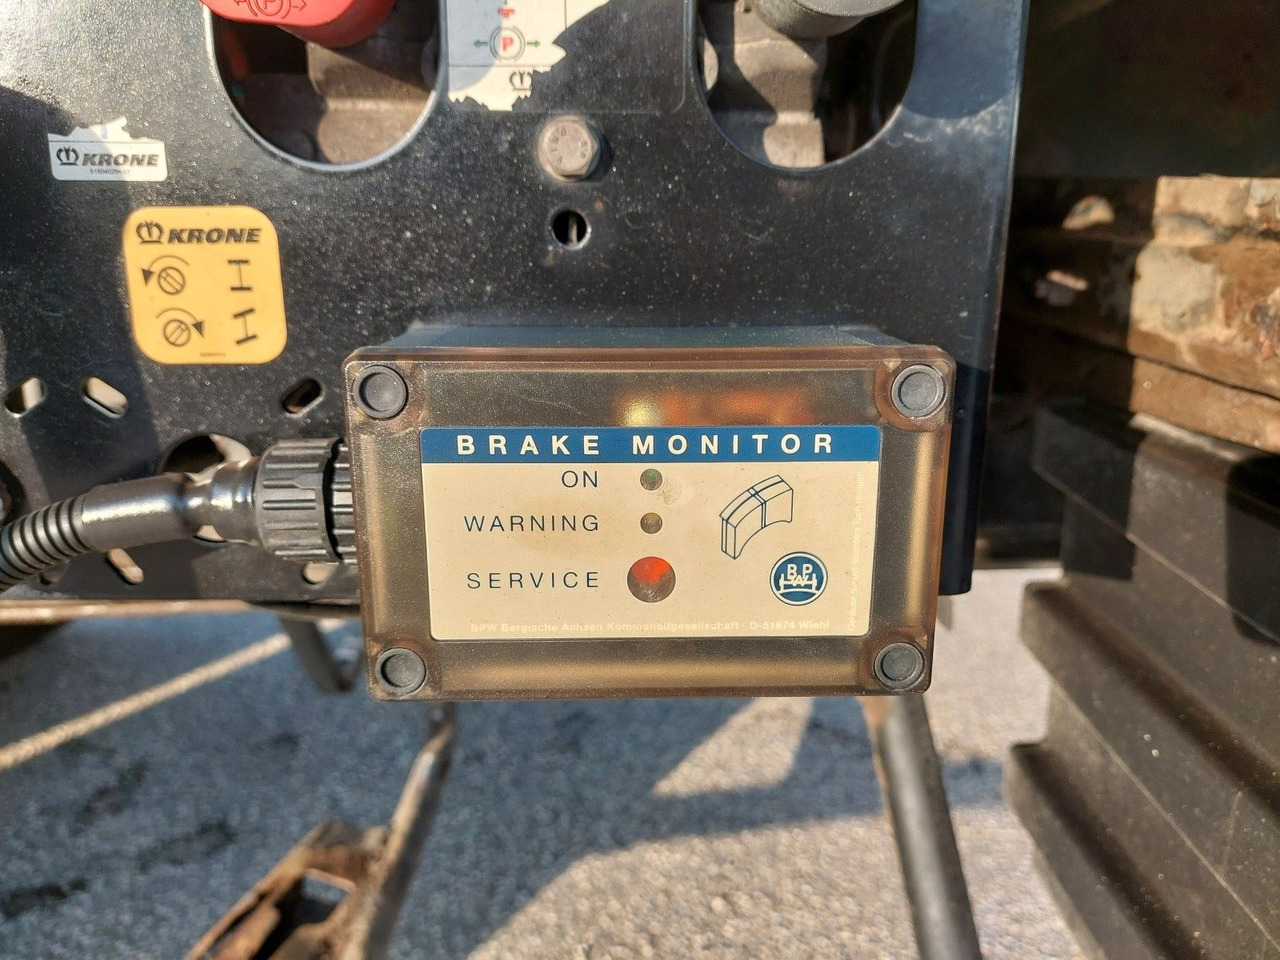 P
P
KRONE
KRONE
BRAKE MONITOR
ON
WARNING
SERVICE
BPW
BPW Bergische Achsen Kommanditgesellschaft · D-51674 Wiehl